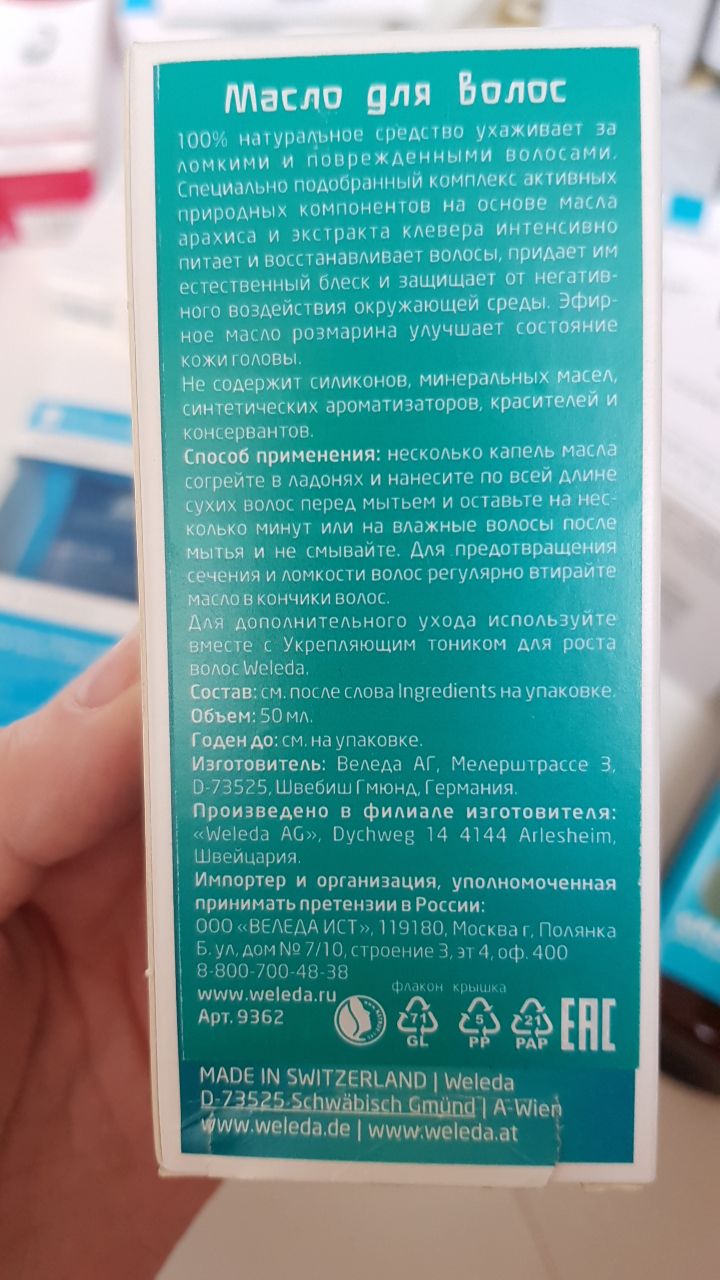 Масло для волос
100% натуральное средство ухаживает за
ломкими и поврежденными волосами.
Специально подобранный комплекс активных
природных компонентов на основе масла
арахиса и экстракта клевера интенсивно
питает и восстанавливает волосы, придает им
естественный блеск и защищает от негатив-
ного воздействия окружающей среды. Эфир-
ное масло розмарина улучшает состояние
кожи головы.
Не содержит силиконов, минеральных масел,
синтетических ароматизаторов, красителей и
консервантов.
Способ применения: несколько капель масла
согрейте в ладонях и нанесите по всей длине
сухих волос перед мытьем и оставьте на нес-
колько минут или на влажные волосы после
мытья и не смывайте. Для предотвращения
сечения и ломкости волос регулярно втирайте
масло в кончики волос.
Для дополнительного ухода используйте
вместе с Укрепляющим тоником для роста
волос Weleda.
Состав: см. после слова Ingredients на упаковке.
Объем: 50 мл.
Годен до: см. на упаковке.
Изготовитель: Веледа АГ, Мелерштрассе 3,
D-73525, Швебиш Гмюнд, Германия.
Произведено в филиале изготовителя:
«Weleda AG», Dychweg 14 4144 Arlesheim,
Швейцария.
Импортер и организация, уполномоченная
принимать претензии в России:
ООО «ВЕЛЕДА ИСТ», 119180, Москва г, Полянка
Б. ул, дом № 7/10, строение 3, эт 4, оф. 400
8-800-700-48-38
флакон крышка
www.weleda.ru
Арт. 9362
71 5 21 EAC
GL PP PAP
MADE IN SWITZERLAND | Weleda
D-73525 Schwäbisch Gmünd | A-Wien
www.weleda.de | www.weleda.at